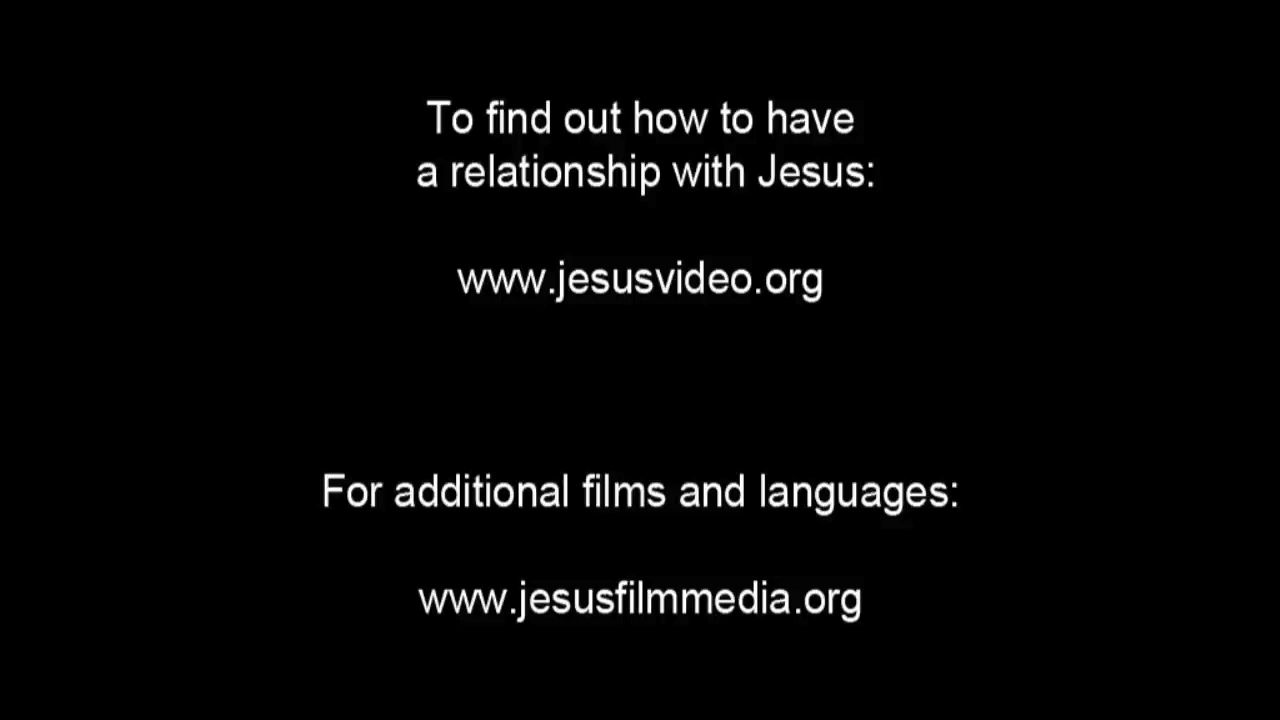 To find out how to have
a relationship with Jesus:
www.jesusvideo.org
For additional films and languages:
www.jesusfilmmedia.org